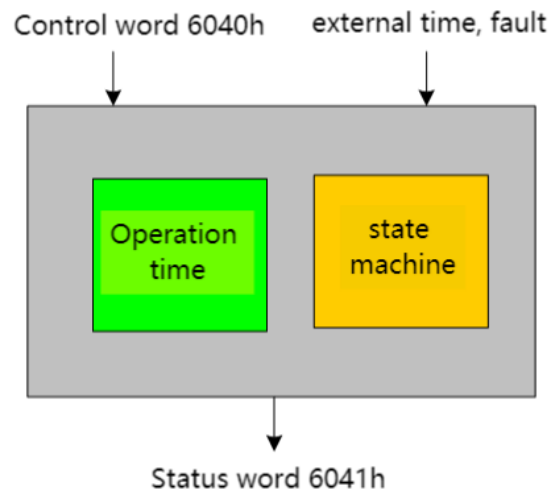 Control word 6040h
external time, fault
Operation
time
state
machine
Status word 6041h